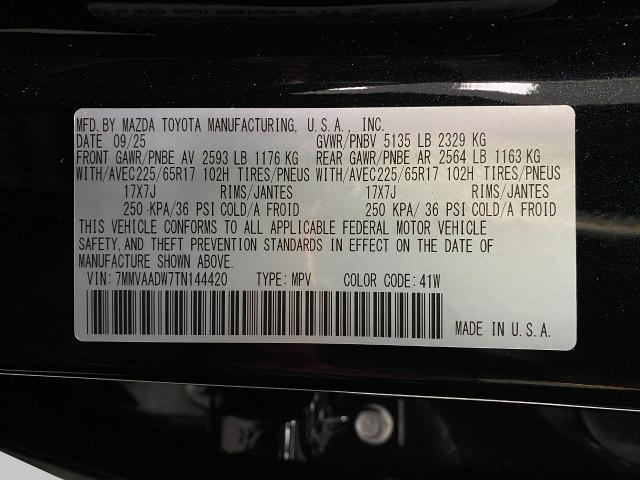 MFD. BY MAZDA TOYOTA MANUFACTURING, U.S.A., INC.
DATE 09/25 GVWR/PNBV 5135 LB 2329 KG
FRONT GAWR/PNBE AV 2593 LB 1176 KG REAR GAWR/PNBE AR 2564 LB 1163 KG
WITH/AVEC225/65R17 102H TIRES/PNEUS WITH/AVEC225/65R17 102H TIRES/PNEUS
17X7J RIMS/JANTES 17X7J RIMS/JANTES
250 KPA/36 PSI COLD/A FROID 250 KPA/ 36 PSI COLD/A FROID
THIS VEHICLE CONFORMS TO ALL APPLICABLE FEDERAL MOTOR VEHICLE
SAFETY, AND THEFT PREVENTION STANDARDS IN EFFECT ON THE DATE OF
MANUFACTURE SHOWN ABOVE.
VIN: 7MMVAADW7TN144420 TYPE: MPV COLOR CODE: 41W
MADE IN U.S.A.